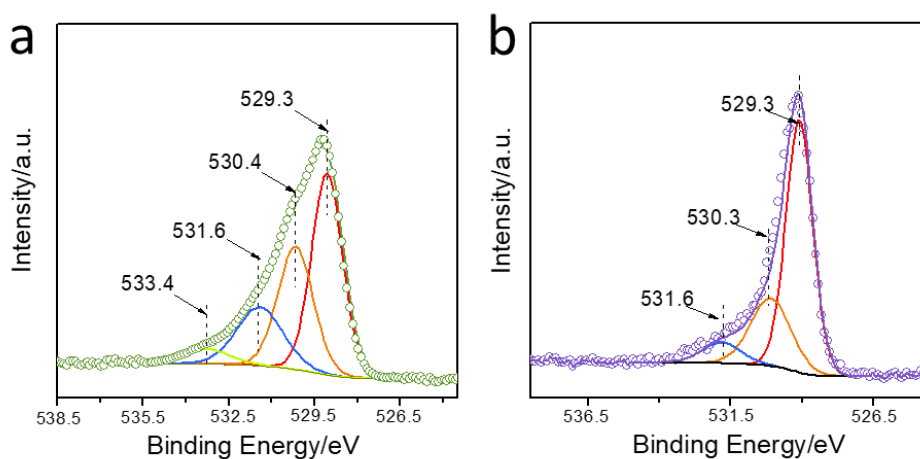 a
529.3
530.4
531.6
533.4
Intensity/a.u.
538.5 535.5 532.5 529.5 526.5
Binding Energy/eV
b
529.3
530.3
531.6
Intensity/a.u.
536.5 531.5 526.5
Binding Energy/eV